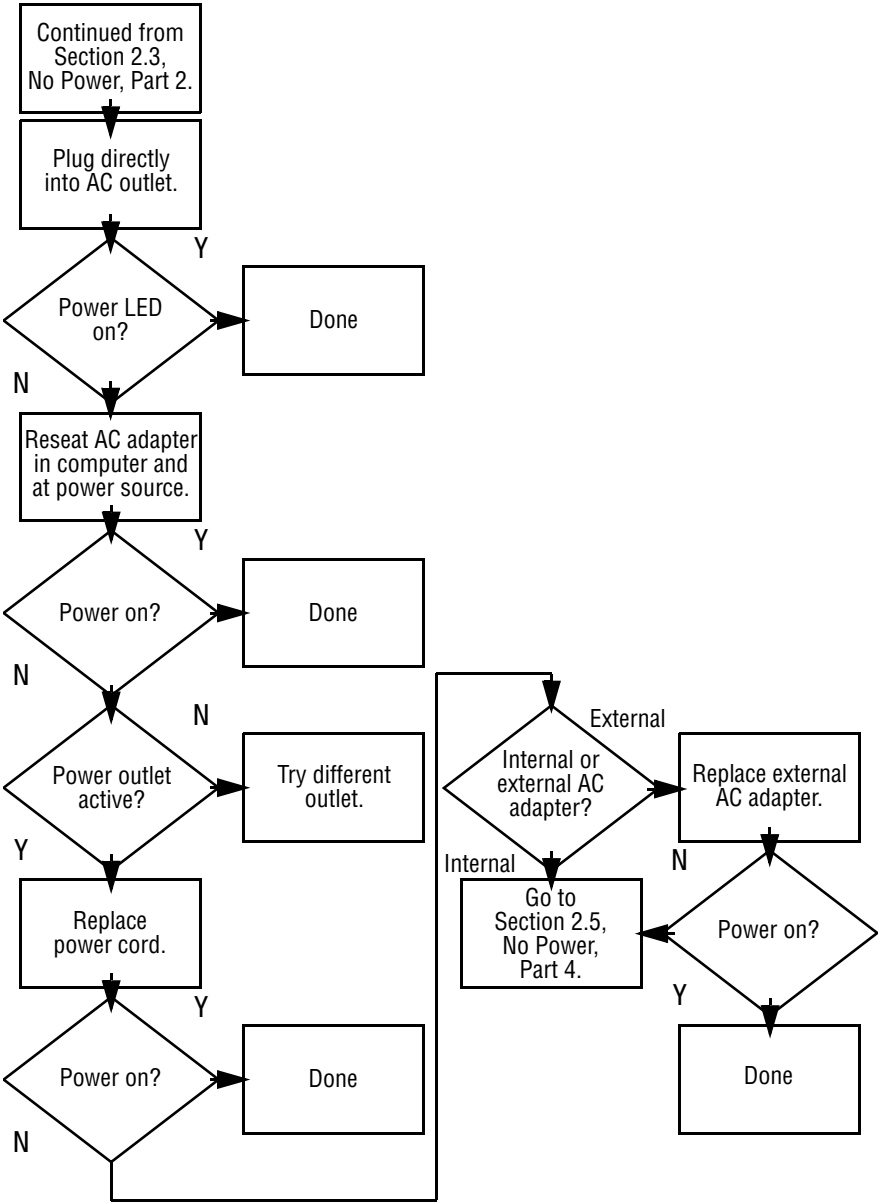 Continued from
Section 2.3,
No Power, Part 2.
Plug directly
into AC outlet.
Y
Power LED
on?
Done
N
Reseat AC adapter
in computer and
at power source.
Y
Power on?
Done
N
N
Power outlet
active?
Try different
outlet.
Y
Replace
power cord.
Y
Power on?
Done
N
External
Internal or
external AC
adapter?
Replace external
AC adapter.
Internal
N
Go to
Section 2.5,
No Power,
Part 4.
Power on?
Y
Done